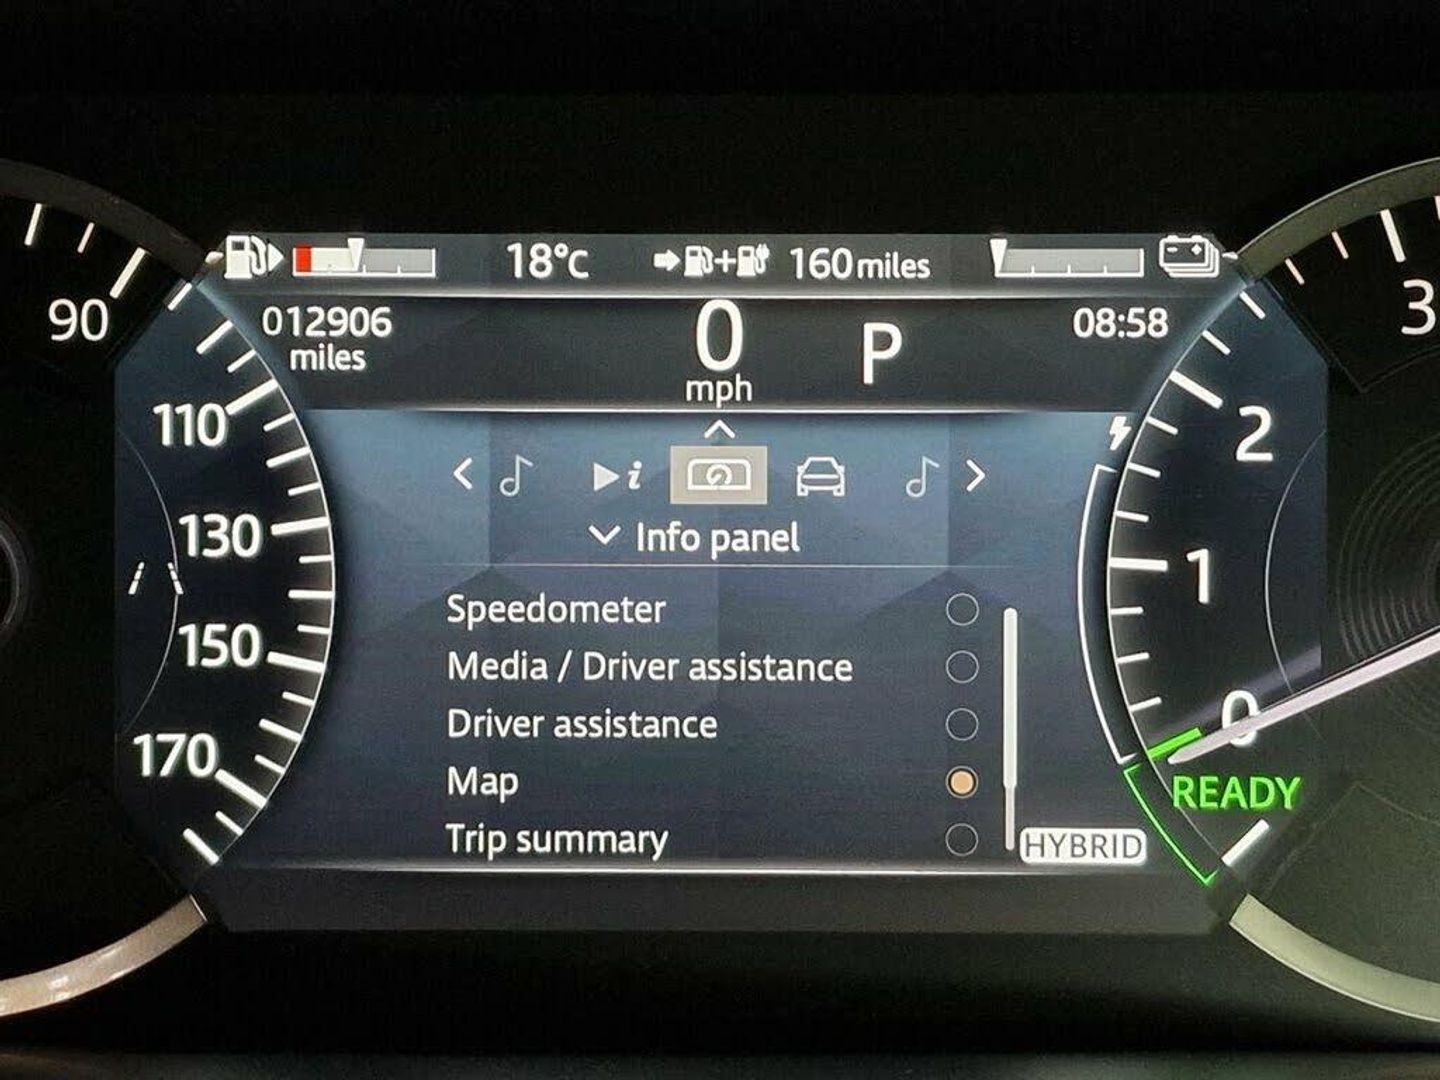 18°C
160 miles
012906
miles
0
mph
P
08:58
90
110
130
150
170
i
Info panel
Speedometer
Media / Driver assistance
Driver assistance
Map
Trip summary
3
2
1
0
READY
HYBRID